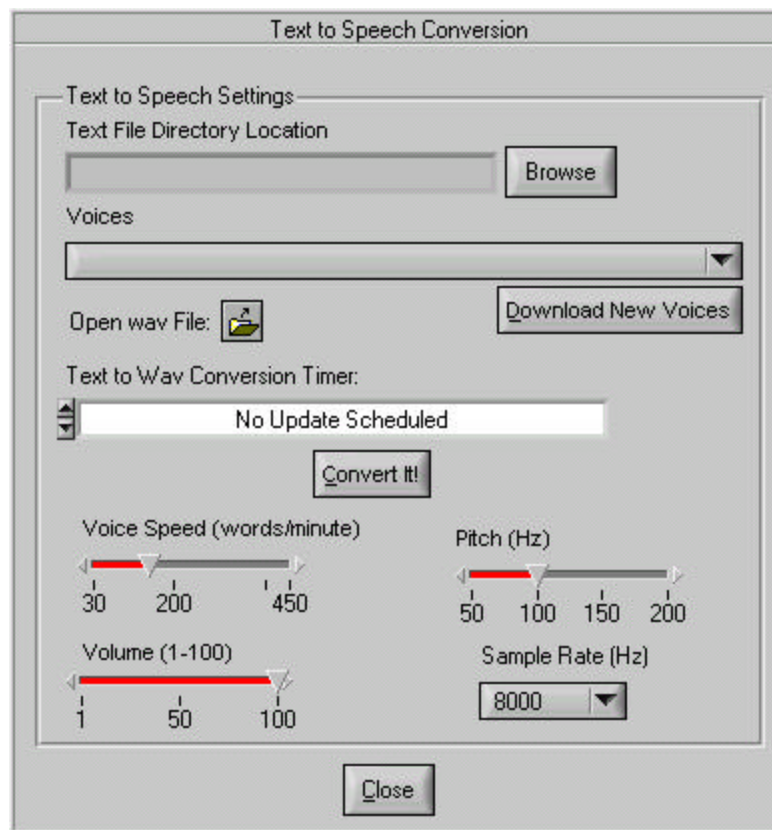 Text to Speech Conversion
Text to Speech Settings
Text File Directory Location
Browse
Voices
Download New Voices
Open wav File:
Text to Wav Conversion Timer:
No Update Scheduled
Convert It!
Voice Speed (words/minute)
30 200 450
Pitch (Hz)
50 100 150 200
Volume (1-100)
1 50 100
Sample Rate (Hz)
8000
Close